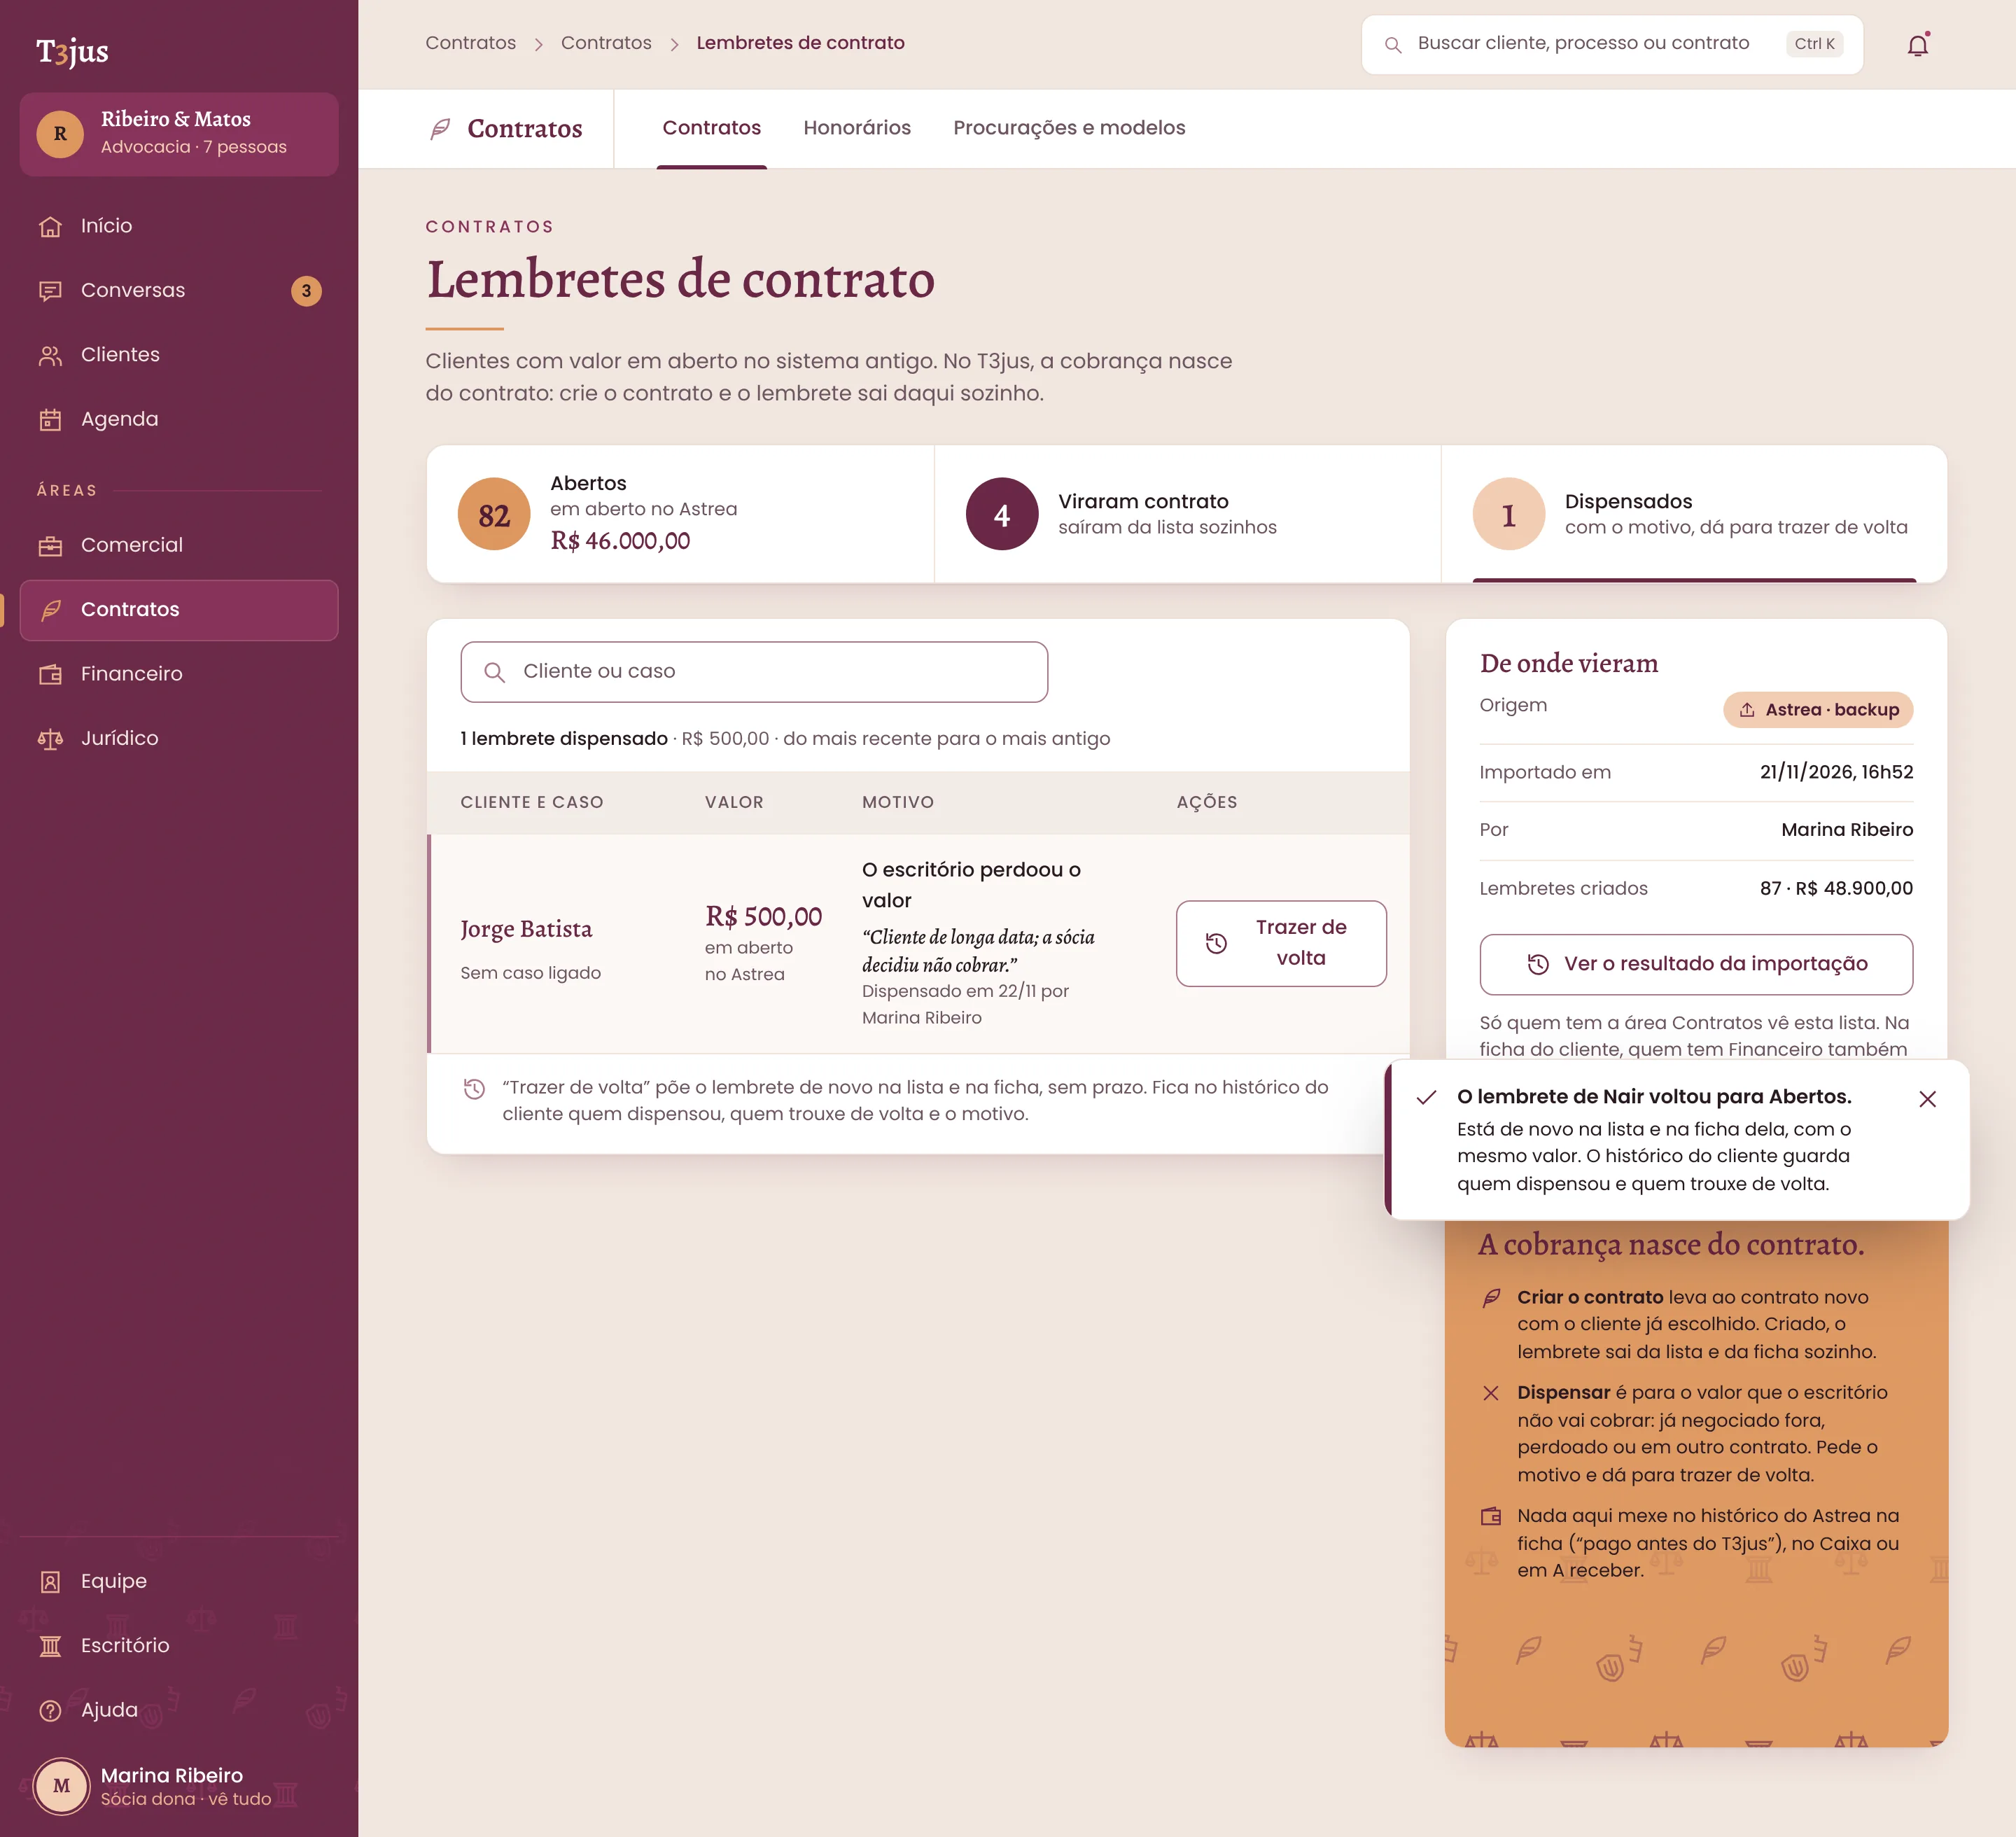 T3jus
R
Ribeiro & Matos
Advocacia · 7 pessoas
Início
Conversas
3
Clientes
Agenda
ÁREAS
Comercial
Contratos
Financeiro
Jurídico
Equipe
Escritório
Ajuda
M
Marina Ribeiro
Sócia dona · vê tudo
Contratos
Contratos
Lembretes de contrato
Buscar cliente, processo ou contrato
Ctrl K
Contratos
Contratos
Honorários
Procurações e modelos
CONTRATOS
Lembretes de contrato
Clientes com valor em aberto no sistema antigo. No T3jus, a cobrança nasce
do contrato: crie o contrato e o lembrete sai daqui sozinho.
82
Abertos
em aberto no Astrea
R$ 46.000,00
4
Viraram contrato
saíram da lista sozinhos
1
Dispensados
com o motivo, dá para trazer de volta
Cliente ou caso
1 lembrete dispensado · R$ 500,00 · do mais recente para o mais antigo
CLIENTE E CASO
VALOR
MOTIVO
AÇÕES
Jorge Batista
Sem caso ligado
R$ 500,00
em aberto
no Astrea
O escritório perdoou o
valor
“Cliente de longa data; a sócia
decidiu não cobrar.”
Dispensado em 22/11 por
Marina Ribeiro
Trazer de
volta
“Trazer de volta” põe o lembrete de novo na lista e na ficha, sem prazo. Fica no histórico do
cliente quem dispensou, quem trouxe de volta e o motivo.
De onde vieram
Origem
Astrea · backup
Importado em
21/11/2026, 16h52
Por
Marina Ribeiro
Lembretes criados
87 · R$ 48.900,00
Ver o resultado da importação
Só quem tem a área Contratos vê esta lista. Na
ficha do cliente, quem tem Financeiro também
O lembrete de Nair voltou para Abertos.
Está de novo na lista e na ficha dela, com o
mesmo valor. O histórico do cliente guarda
quem dispensou e quem trouxe de volta.
A cobrança nasce do contrato.
Criar o contrato leva ao contrato novo
com o cliente já escolhido. Criado, o
lembrete sai da lista e da ficha sozinho.
Dispensar é para o valor que o escritório
não vai cobrar: já negociado fora,
perdoado ou em outro contrato. Pede o
motivo e dá para trazer de volta.
Nada aqui mexe no histórico do Astrea na
ficha (“pago antes do T3jus”), no Caixa ou
em A receber.